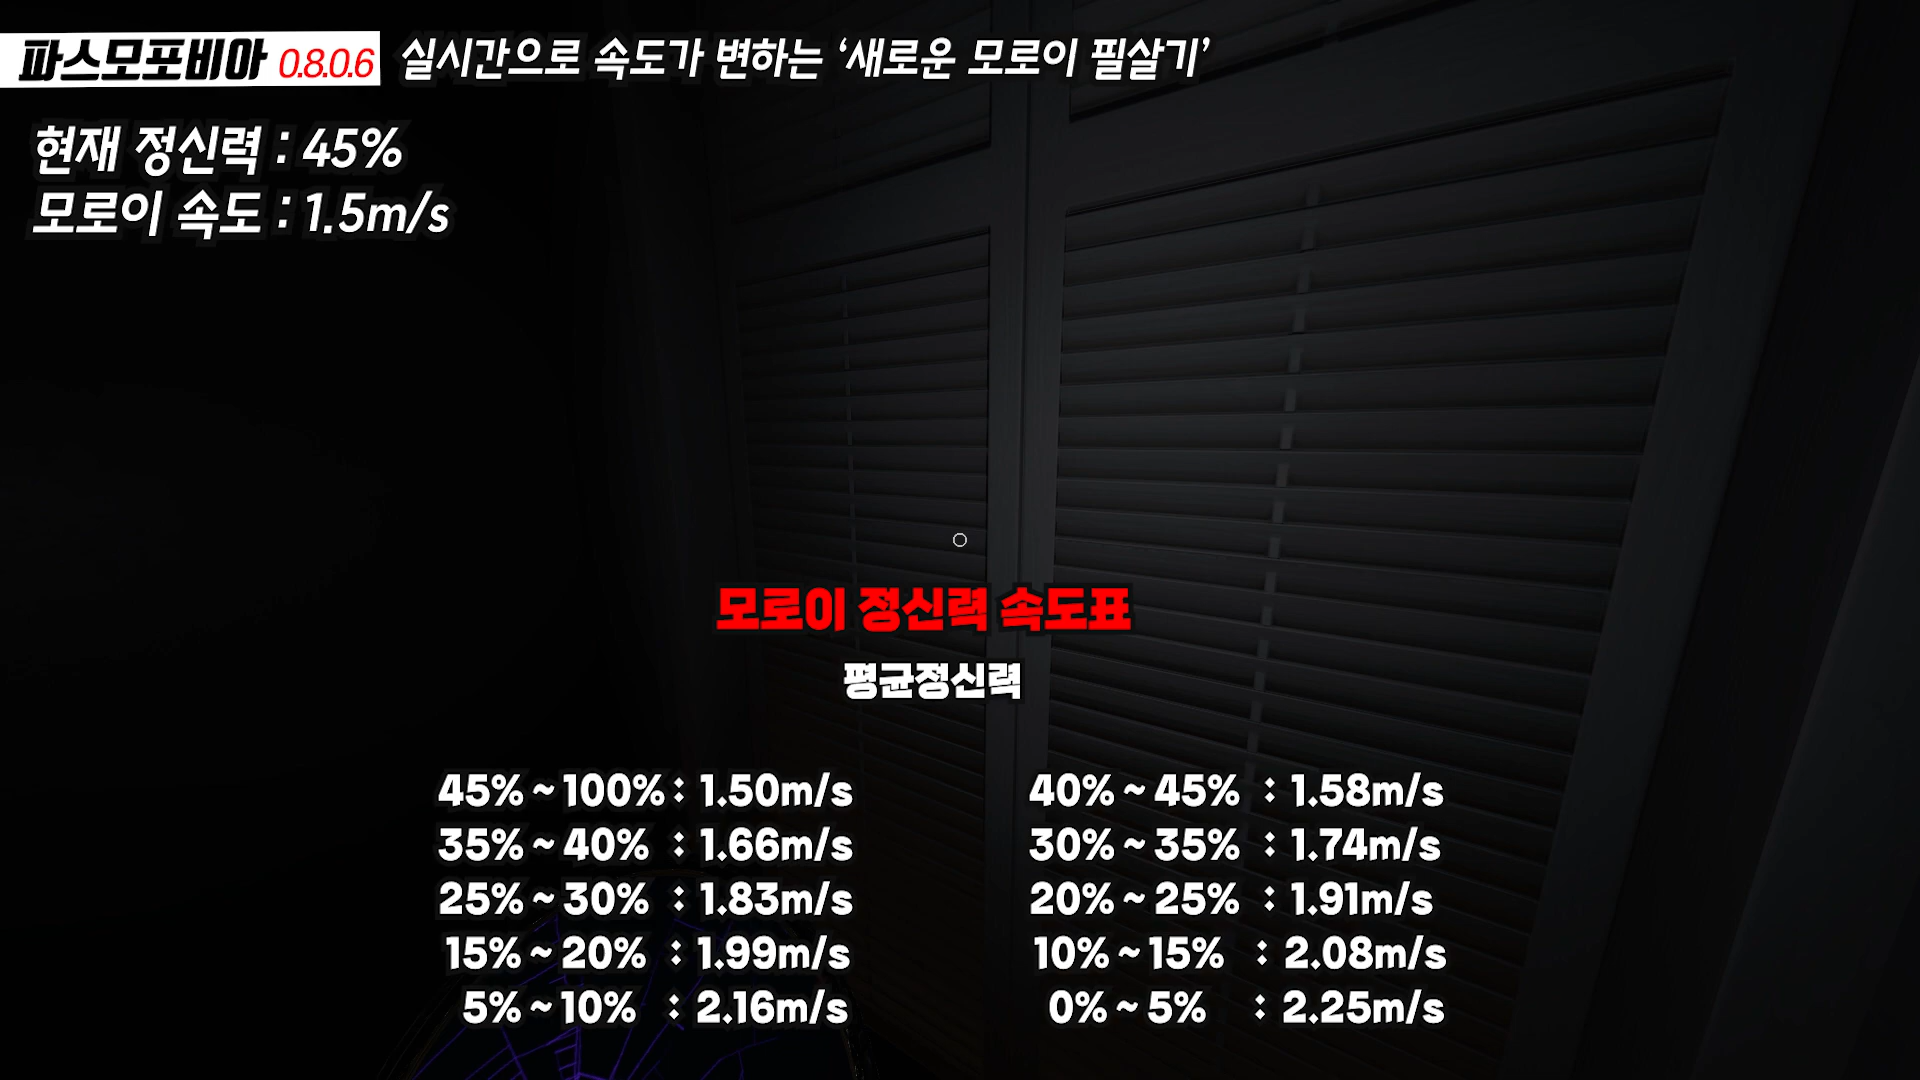 파스모포비아 0.8.0.6 실시간으로 속도가 변하는 ‘새로운 모로이 필살기’
현재 정신력 : 45%
모로이 속도 : 1.5m/s
모로이 정신력 속도표
평균정신력
45% ~ 100% : 1.50m/s 40% ~ 45% : 1.58m/s
35% ~ 40% : 1.66m/s 30% ~ 35% : 1.74m/s
25% ~ 30% : 1.83m/s 20% ~ 25% : 1.91m/s
15% ~ 20% : 1.99m/s 10% ~ 15% : 2.08m/s
5% ~ 10% : 2.16m/s 0% ~ 5% : 2.25m/s